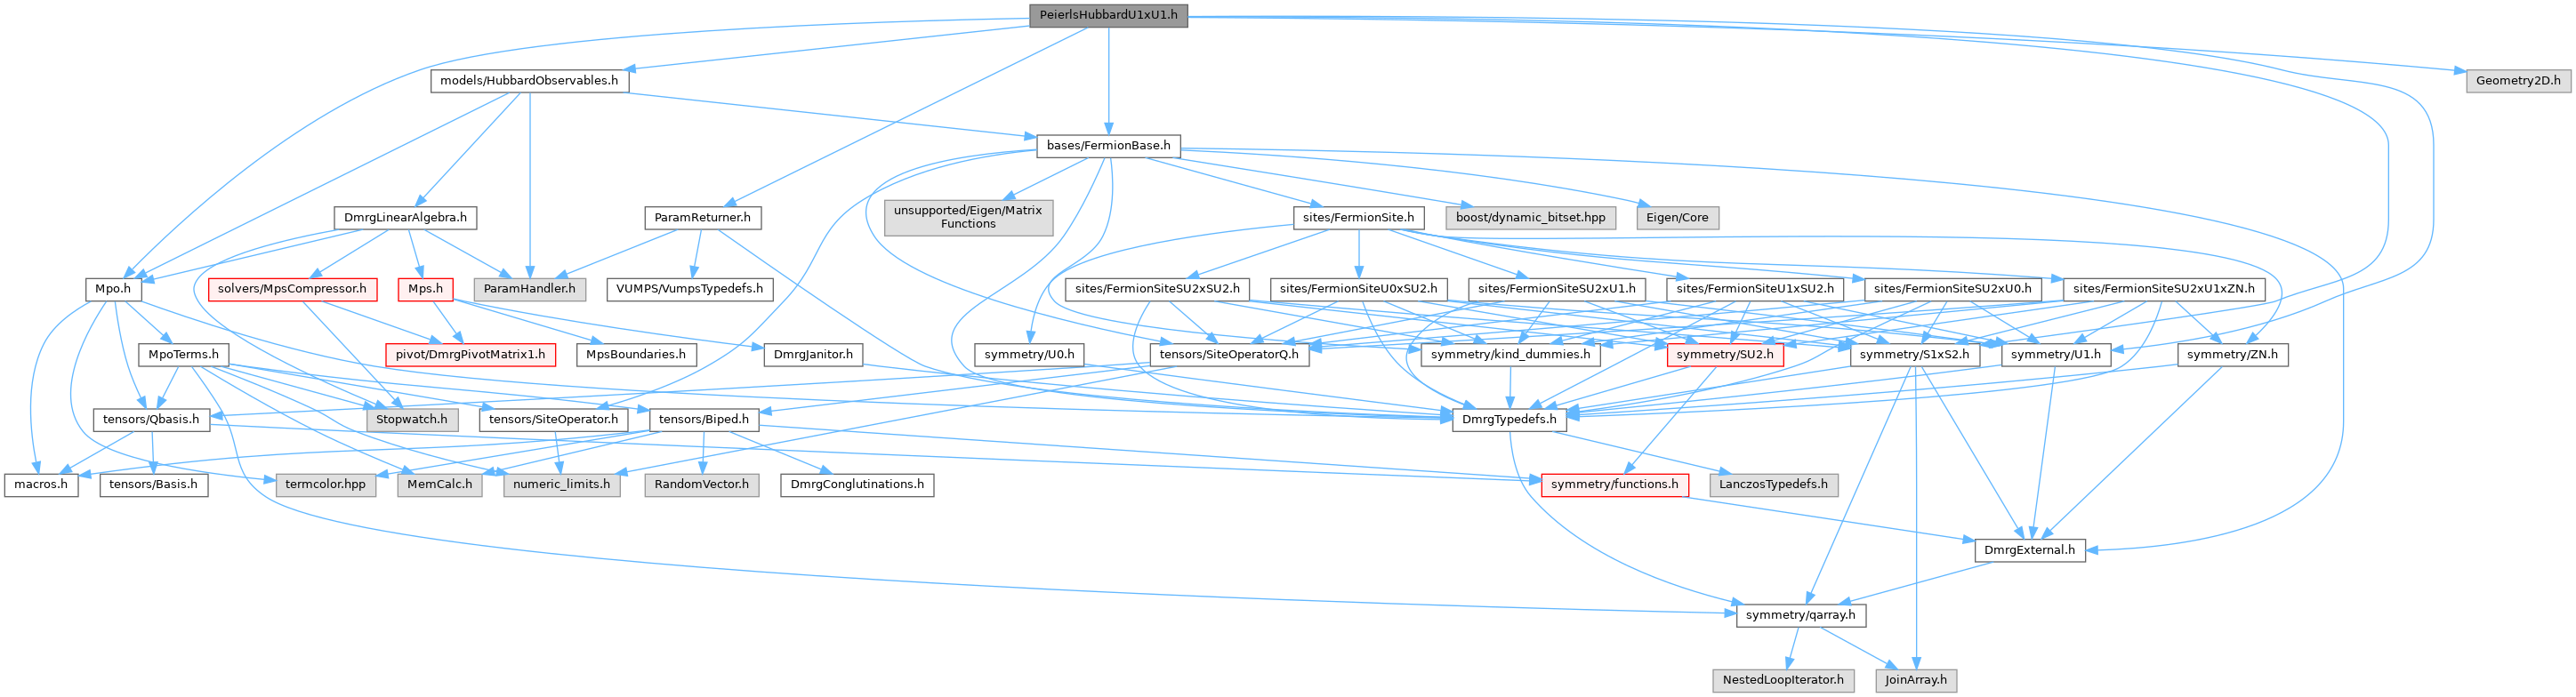 PeierlsHubbardU1xU1.h
models/HubbardObservables.h
Geometry2D.h
bases/FermionBase.h
DmrgLinearAlgebra.h
ParamReturner.h
unsupported/Eigen/Matrix
Functions
sites/FermionSite.h
boost/dynamic_bitset.hpp
Eigen/Core
Mpo.h
solvers/MpsCompressor.h
Mps.h
ParamHandler.h
VUMPS/VumpsTypedefs.h
sites/FermionSiteSU2xSU2.h
sites/FermionSiteU0xSU2.h
sites/FermionSiteSU2xU1.h
sites/FermionSiteU1xSU2.h
sites/FermionSiteSU2xU0.h
sites/FermionSiteSU2xU1xZN.h
MpoTerms.h
pivot/DmrgPivotMatrix1.h
MpsBoundaries.h
DmrgJanitor.h
symmetry/U0.h
tensors/SiteOperatorQ.h
symmetry/kind_dummies.h
symmetry/SU2.h
symmetry/S1xS2.h
symmetry/U1.h
symmetry/ZN.h
tensors/Qbasis.h
Stopwatch.h
tensors/SiteOperator.h
tensors/Biped.h
DmrgTypedefs.h
macros.h
tensors/Basis.h
termcolor.hpp
MemCalc.h
numeric_limits.h
RandomVector.h
DmrgConglutinations.h
symmetry/functions.h
LanczosTypedefs.h
DmrgExternal.h
symmetry/qarray.h
NestedLoopIterator.h
JoinArray.h